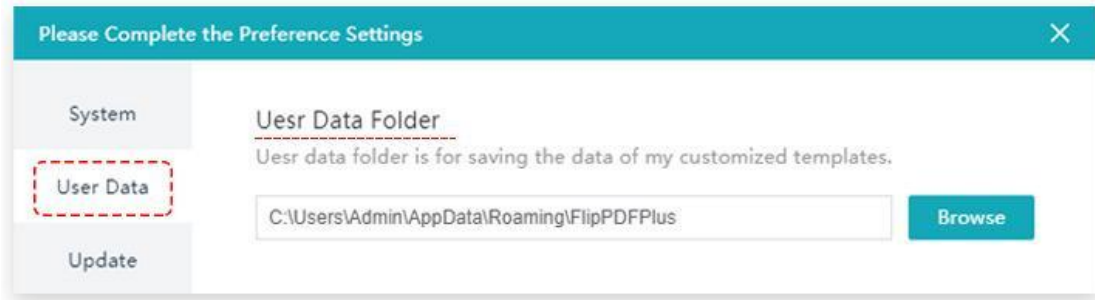 Please Complete the Preference Settings
System
User Data
Update
Uesr Data Folder
Uesr data folder is for saving the data of my customized templates.
C:\Users\Admin\AppData\Roaming\FlipPDFPlus
Browse